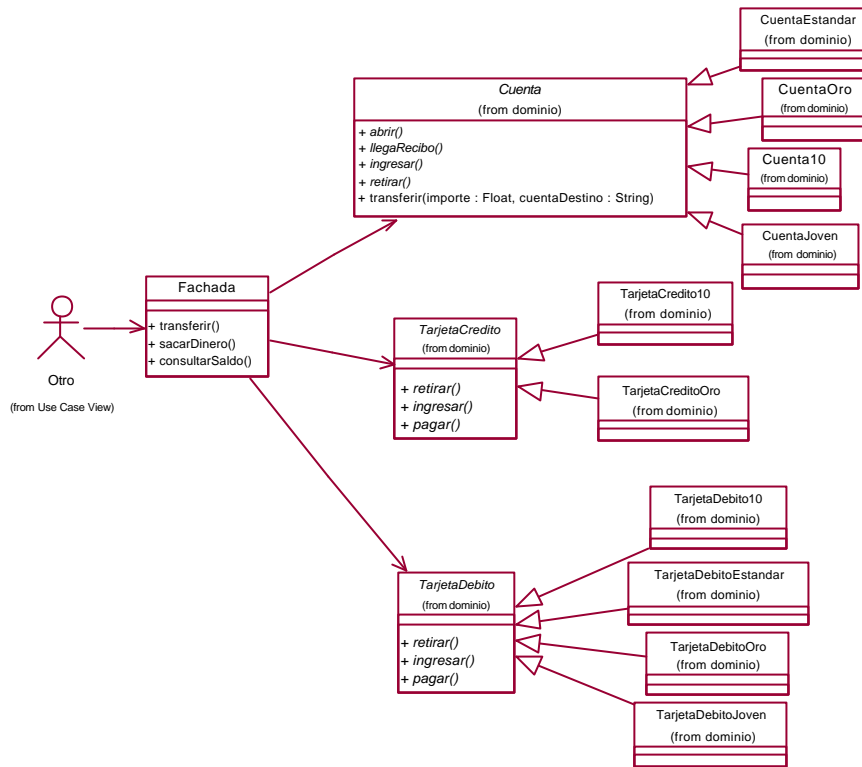 CuentaEstandar
(from dominio)
Cuenta
(from dominio)
+ abrir()
+ llegaRecibo()
+ ingresar()
+ retirar()
+ transferir(importe : Float, cuentaDestino : String)
CuentaOro
(from dominio)
Cuenta10
(from dominio)
CuentaJoven
(from dominio)
Fachada
+ transferir()
+ sacarDinero()
+ consultarSaldo()
Otro
(from Use Case View)
TarjetaCredito10
(from dominio)
TarjetaCredito
(from dominio)
+ retirar()
+ ingresar()
+ pagar()
TarjetaCreditoOro
(from dominio)
TarjetaDebito10
(from dominio)
TarjetaDebito
(from dominio)
+ retirar()
+ ingresar()
+ pagar()
TarjetaDebitoEstandar
(from dominio)
TarjetaDebitoOro
(from dominio)
TarjetaDebitoJoven
(from dominio)